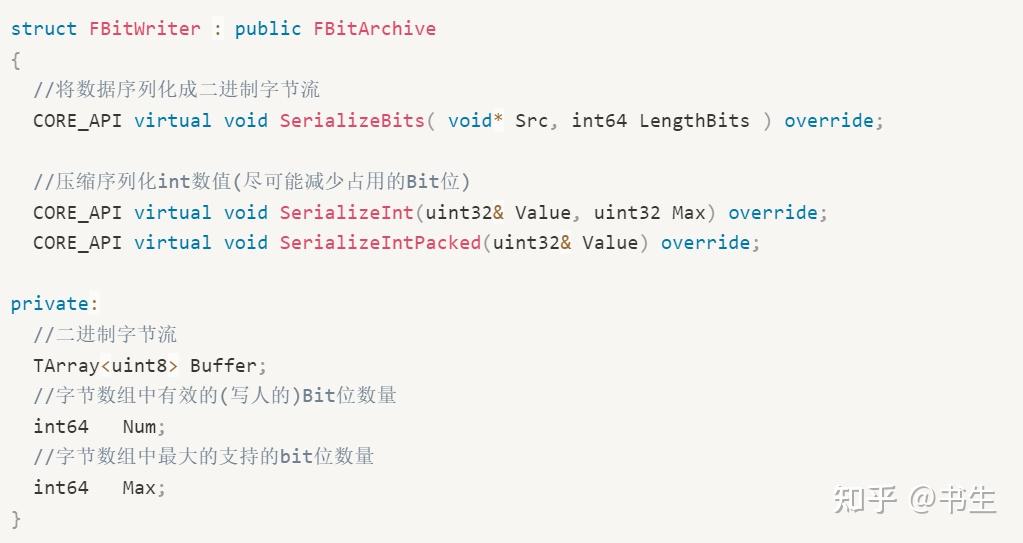 struct FBitWriter : public FBitArchive
{
  //将数据序列化成二进制字节流
  CORE_API virtual void SerializeBits( void* Src, int64 LengthBits ) override;

  //压缩序列化int数值(尽可能减少占用的Bit位)
  CORE_API virtual void SerializeInt(uint32& Value, uint32 Max) override;
  CORE_API virtual void SerializeIntPacked(uint32& Value) override;

private:
  //二进制字节流
  TArray<uint8> Buffer;
  //字节数组中有效的(写人的)Bit位数量
  int64   Num;
  //字节数组中最大的支持的bit位数量
  int64   Max;
}
知乎 @书生